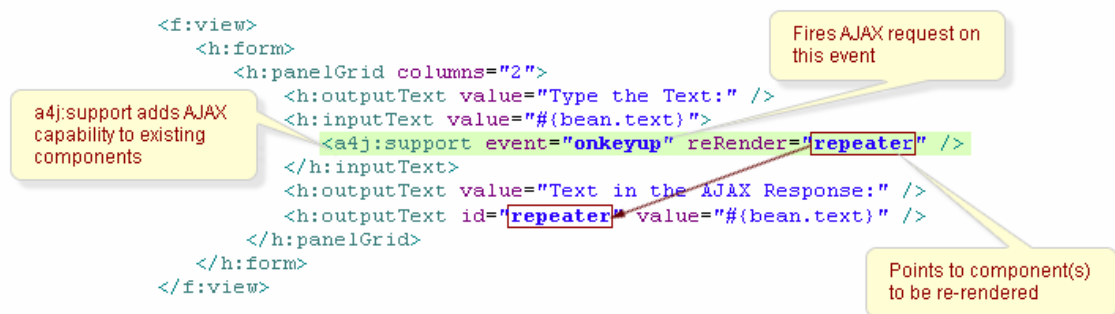 <f:view>
<h:form>
<h:panelGrid columns="2">
<h:outputText value="Type the Text:" />
<h:inputText value="#{bean.text}">
<a4j:support event="onkeyup" reRender="repeater" />
</h:inputText>
<h:outputText value="Text in the AJAX Response:" />
<h:outputText id="repeater" value="#{bean.text}" />
</h:panelGrid>
</h:form>
</f:view>
Fires AJAX request on
this event
a4j:support adds AJAX
capability to existing
components
Points to component(s)
to be re-rendered